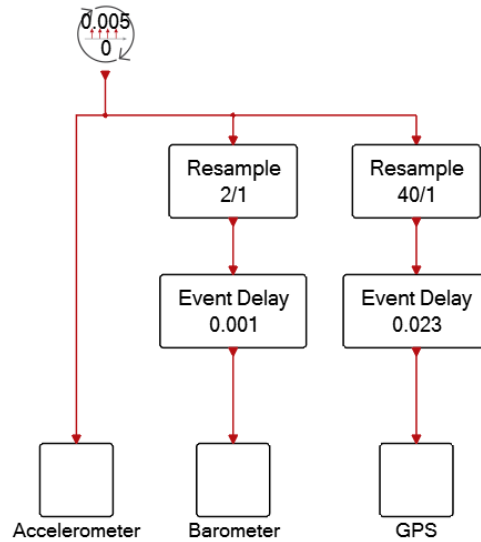 0.005
0
Resample
2/1
Resample
40/1
Event Delay
0.001
Event Delay
0.023
Accelerometer
Barometer
GPS